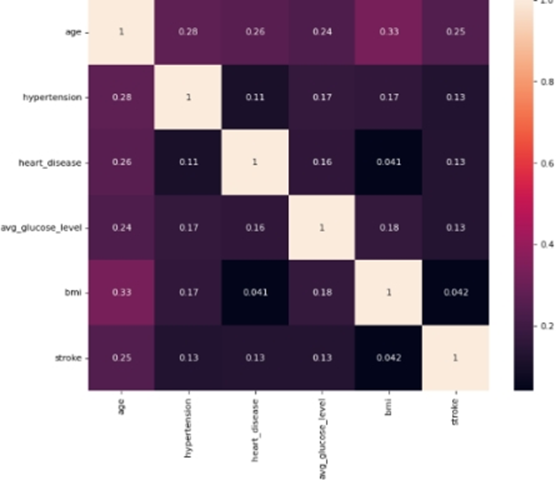 age 1 0.28 0.26 0.24 0.33 0.25
hypertension 0.28 1 0.11 0.17 0.17 0.13
heart_disease 0.26 0.11 1 0.16 0.041 0.13
avg_glucose_level 0.24 0.17 0.16 1 0.18 0.13
bmi 0.33 0.17 0.041 0.18 1 0.042
stroke 0.25 0.13 0.13 0.13 0.042 1
age
hypertension
heart_disease
avg_glucose_level
bmi
stroke
0.8
0.6
0.4
0.2